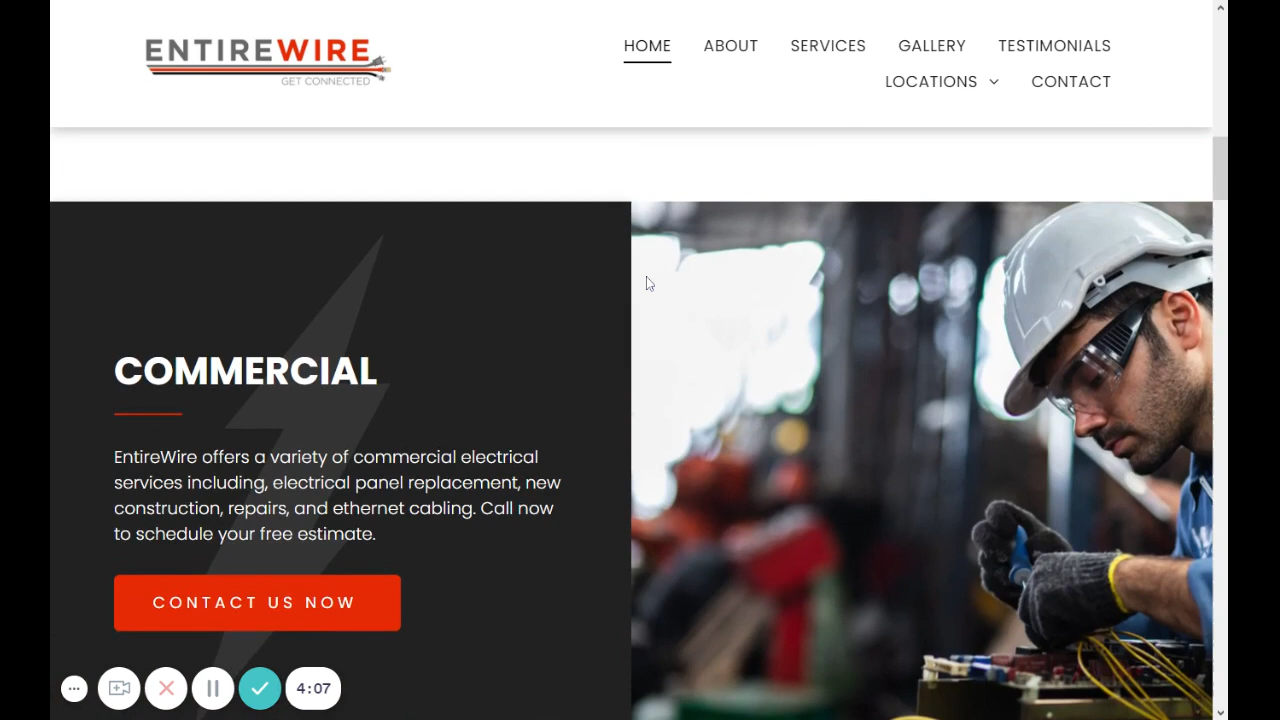 ENTIREWIRE
GET CONNECTED
HOME ABOUT SERVICES GALLERY TESTIMONIALS
LOCATIONS CONTACT
COMMERCIAL
EntireWire offers a variety of commercial electrical
services including, electrical panel replacement, new
construction, repairs, and ethernet cabling. Call now
to schedule your free estimate.
CONTACT US NOW
4:07